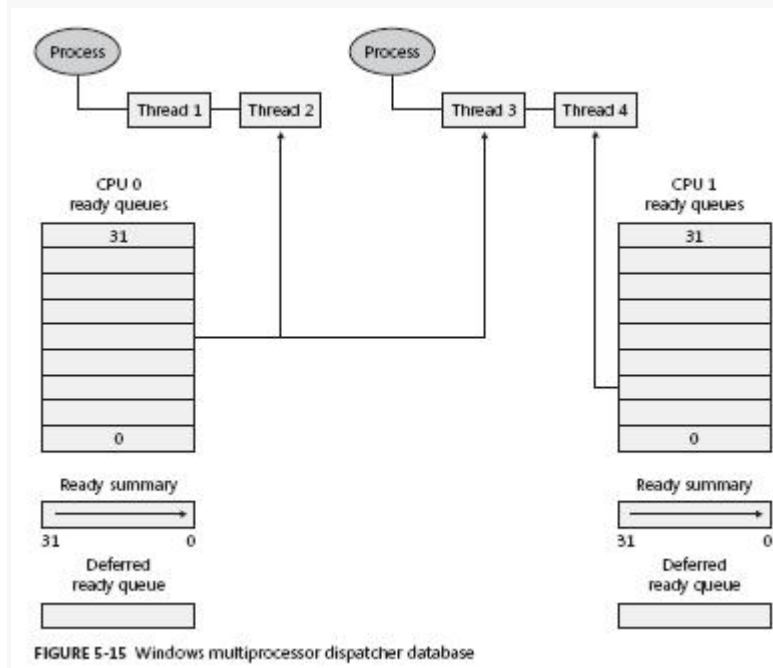 Process
Process
Thread 1
Thread 2
Thread 3
Thread 4
CPU 0
ready queues
CPU 1
ready queues
31
31
0
0
Ready summary
Ready summary
31 0
31 0
Deferred
ready queue
Deferred
ready queue
FIGURE 5-15 Windows multiprocessor dispatcher database